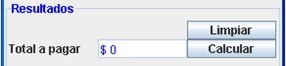 Resultados
Limpiar
Total a pagar $ 0 Calcular